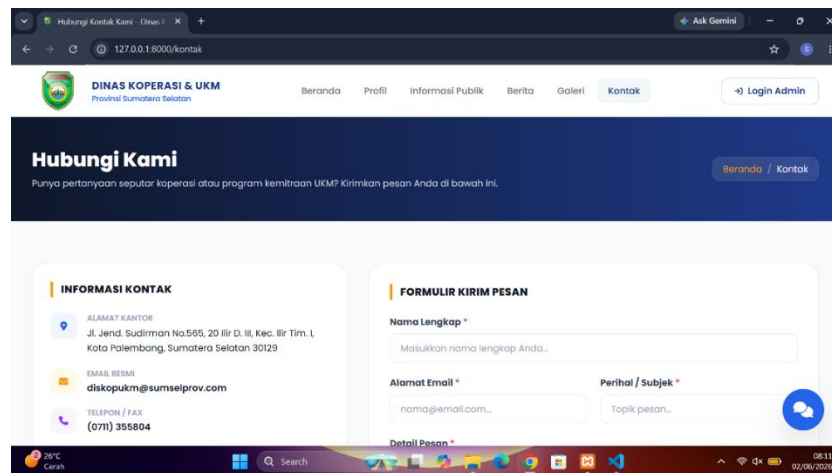 Hubungi Kontak Kami - Dinas K
Ask Gemini
127.0.0.1:8000/kontak
S
DINAS KOPERASI & UKM
Provinsi Sumatera Selatan
Beranda Profil Informasi Publik Berita Galeri Kontak
Login Admin
Hubungi Kami
Punya pertanyaan seputar koperasi atau program kemitraan UKM? Kirimkan pesan Anda di bawah ini.
Beranda / Kontak
INFORMASI KONTAK
ALAMAT KANTOR
Jl. Jend. Sudirman No.565, 20 Ilir D. III, Kec. Ilir Tim. I,
Kota Palembang, Sumatera Selatan 30129
EMAIL RESMI
diskopukm@sumselprov.com
TELEPON / FAX
(0711) 355804
FORMULIR KIRIM PESAN
Nama Lengkap *
Masukkan nama lengkap Anda...
Alamat Email *
Perihal / Subjek *
nama@email.com...
Topik pesan...
Detail Pesan *
2
26°C
Cerah
Search
08.11